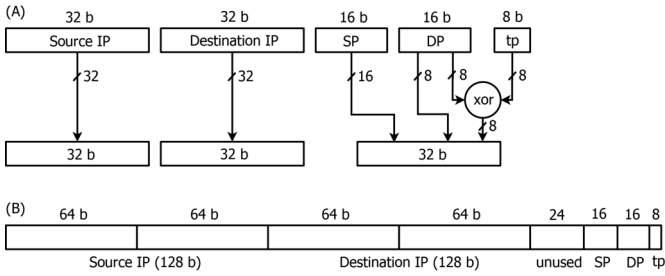 (A)
32 b 32 b 16 b 16 b 8 b
Source IP Destination IP SP DP tp
32 32 16 8 8 8
xor
8
32 b 32 b 32 b
(B)
64 b 64 b 64 b 64 b 24 16 16 8
Source IP (128 b) Destination IP (128 b) unused SP DP tp